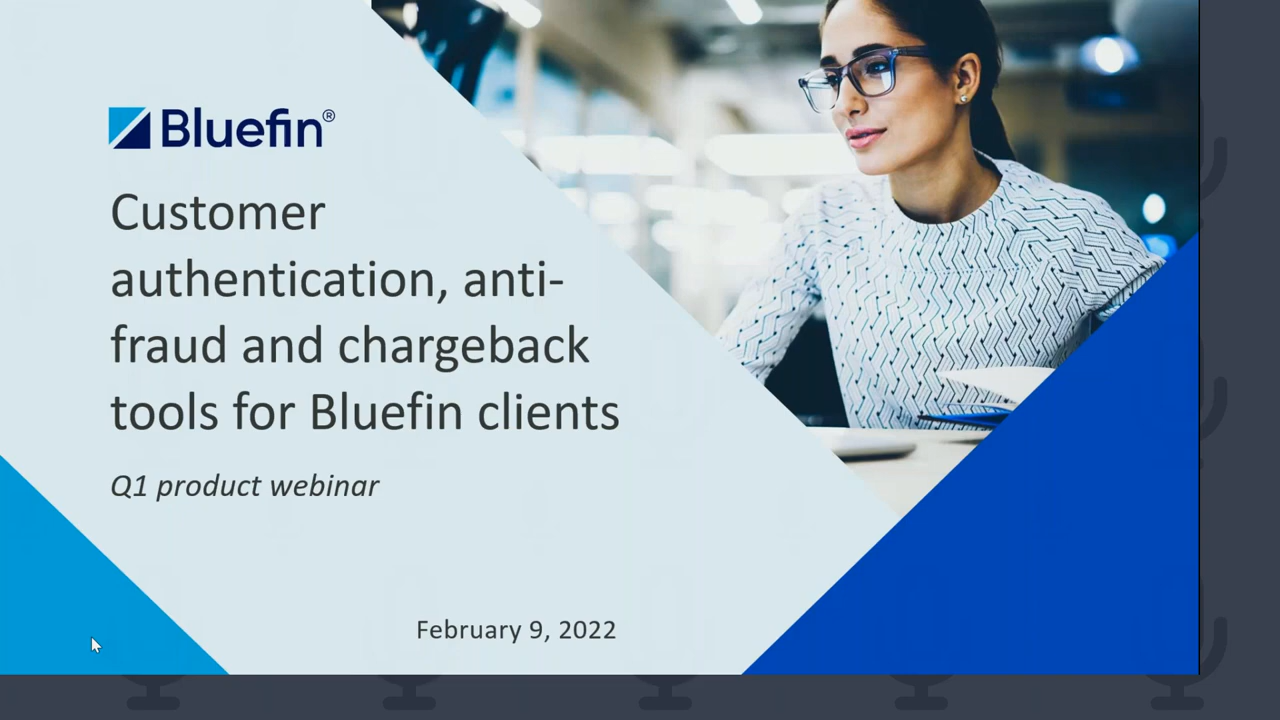 Bluefin®
Customer
authentication, anti-
fraud and chargeback
tools for Bluefin clients
Q1 product webinar
February 9, 2022